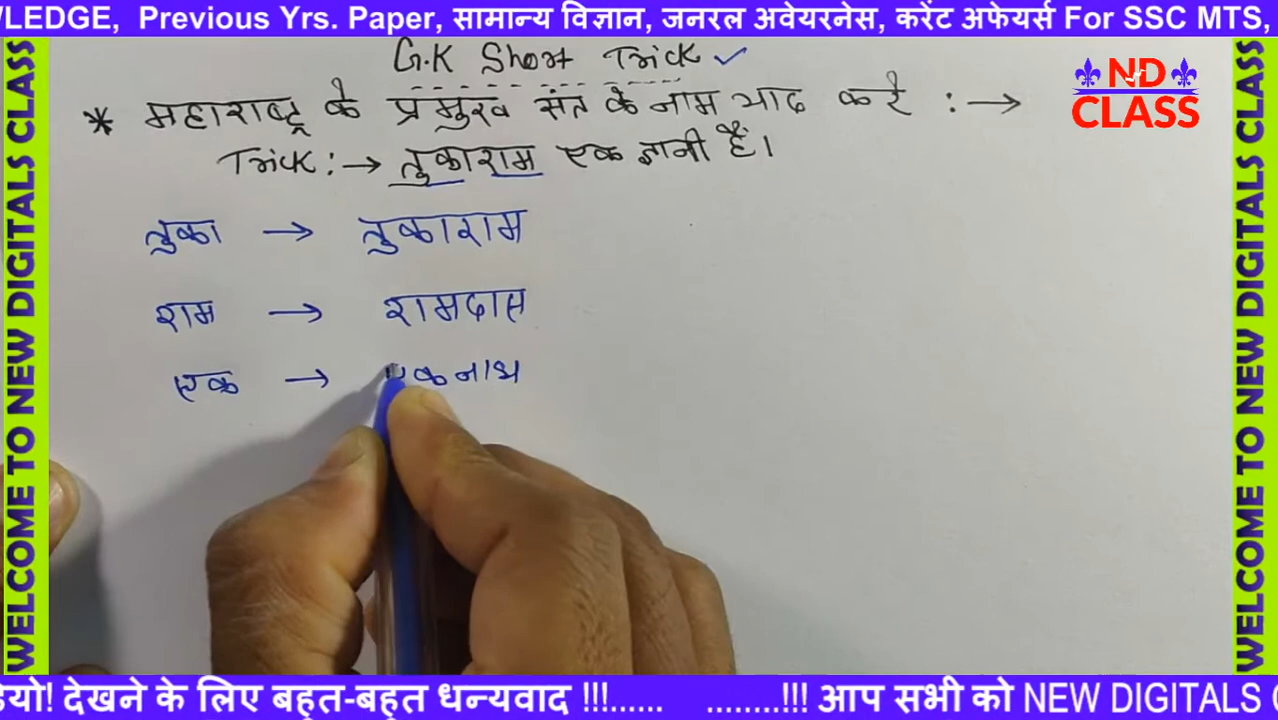 WLEDGE, Previous Yrs. Paper, सामान्य विज्ञान, जनरल अवेयरनेस, करेंट अफेयर्स For SSC MTS,
G.K Short Trick
ND
CLASS
* महाराष्ट्र के प्रमुख संत के नाम याद करे :→
Trick:→ तुकाराम एक ज्ञानी है।
तुका → तुकाराम
राम → रामदास
एक → एकनाथ
WELCOME TO NEW DIGITALS CLASS
WELCOME TO NEW DIGITALS CLASS
डियो! देखने के लिए बहुत-बहुत धन्यवाद !!!...... ........!!! आप सभी को NEW DIGITALS